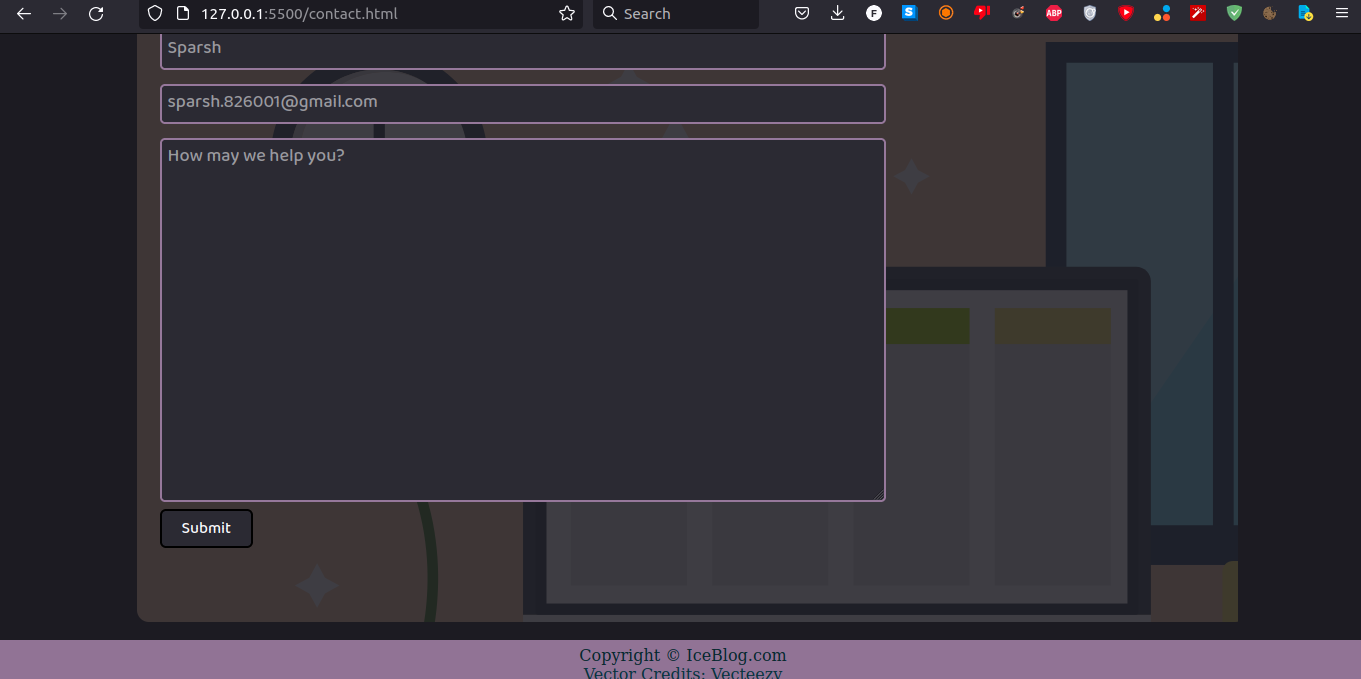 127.0.0.1:5500/contact.html
Search
F
S
ABP
Sparsh
sparsh.826001@gmail.com
How may we help you?
Submit
Copyright © IceBlog.com
Vector Credits: Vecteezy